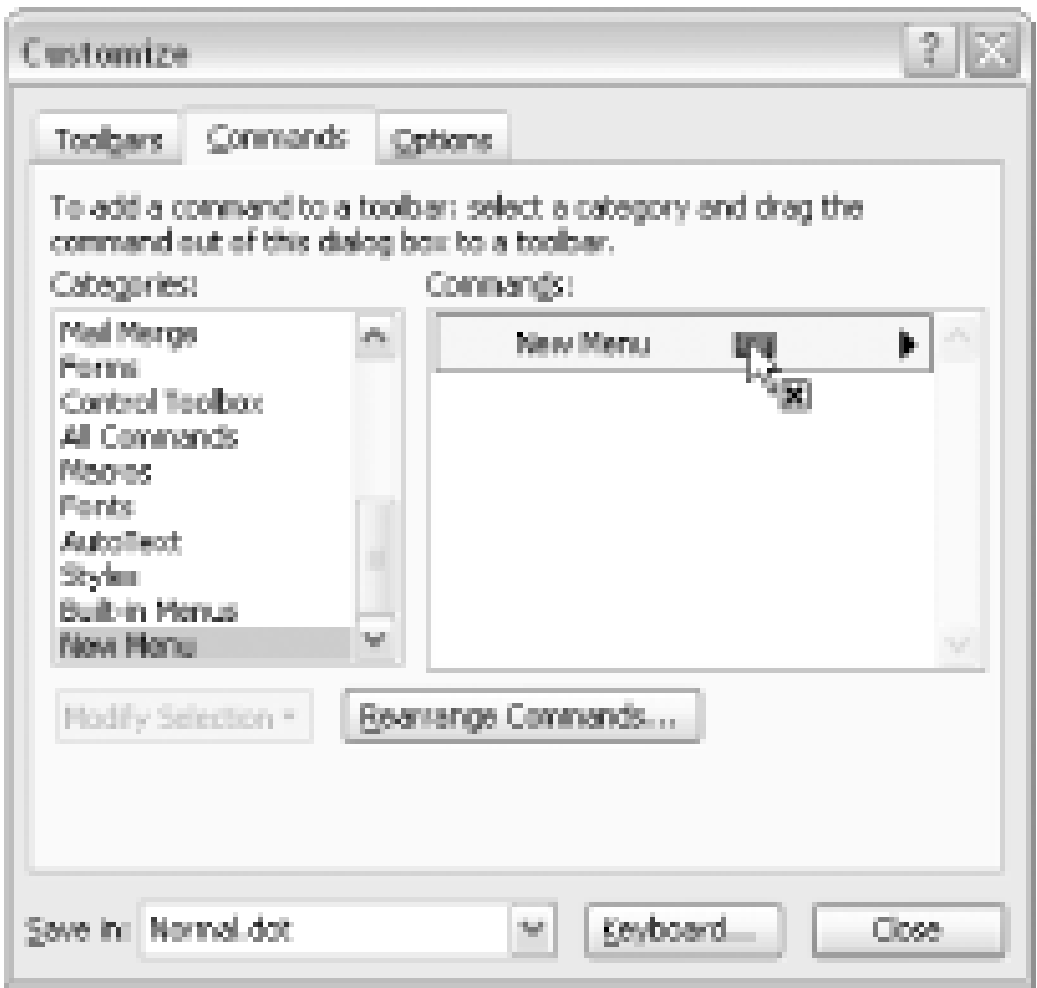 Customize
Toolbars Commands Options
To add a command to a toolbar: select a category and drag the
command out of this dialog box to a toolbar.
Categories: Commands:
Mail Merge
New Menu
Forms
Control Toolbox
All Commands
Macros
Fonts
AutoText
Styles
Built-in Menus
New Menu
Modify Selection Rearrange Commands...
Save in: Normal.dot Keyboard... Close